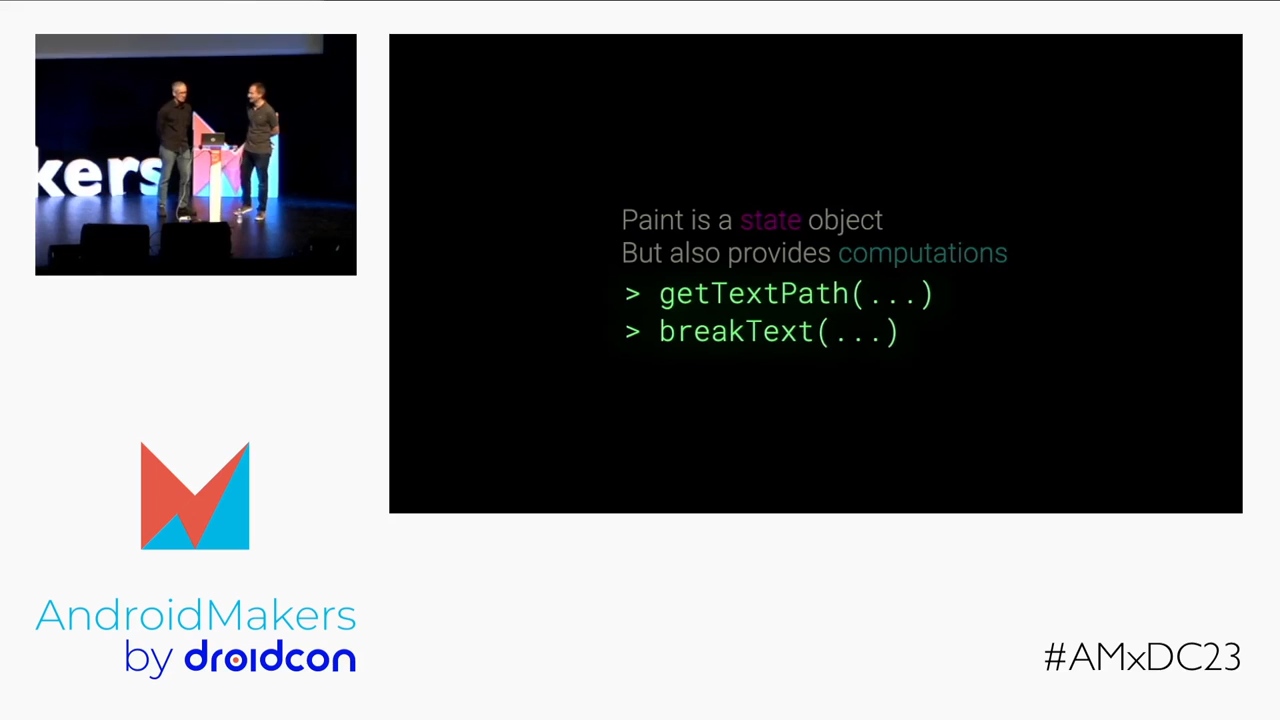 kers
Paint is a state object
But also provides computations
> getTextPath(...)
> breakText(...)
AndroidMakers
by droidcon
#AMxDC23